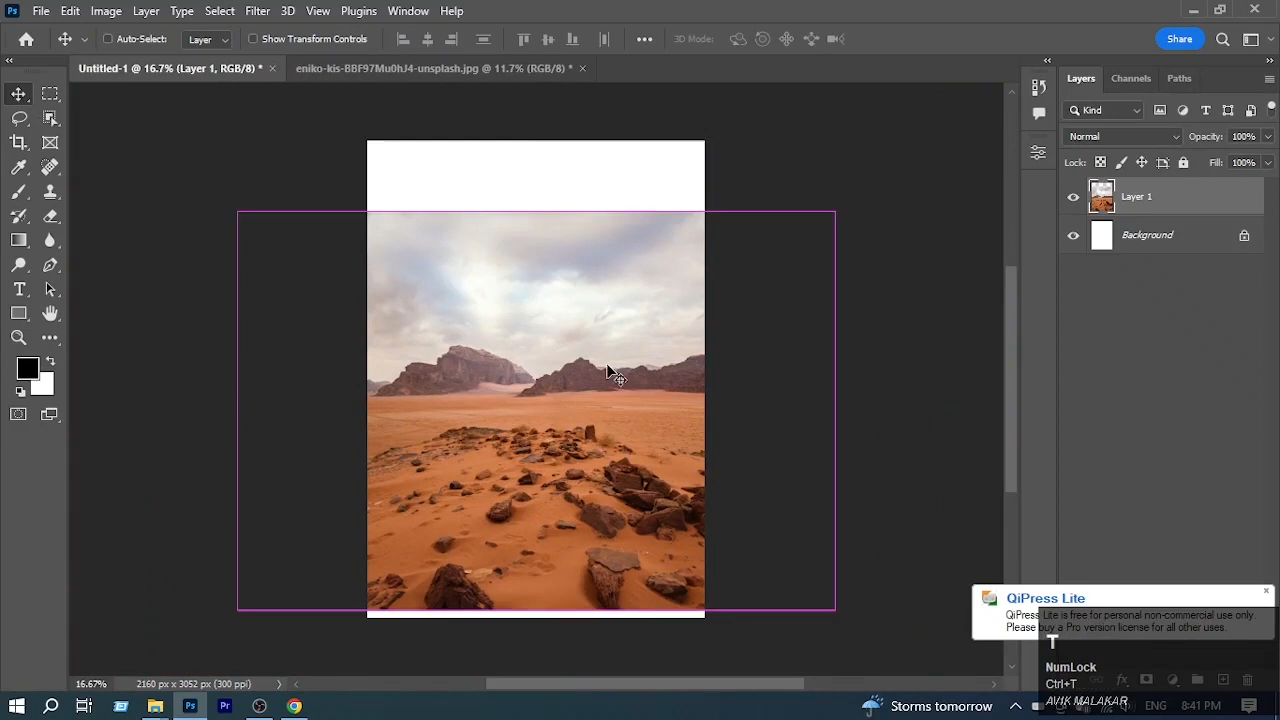 Ps File Edit Image Layer Type Select Filter 3D View Plugins Window Help
Auto-Select: Layer Show Transform Controls 3D Mode: Share
Untitled-1 @ 16.7% (Layer 1, RGB/8) * eniko-kis-BBF97Mu0hJ4-unsplash.jpg @ 11.7% (RGB/8) *
Layers Channels Paths
Kind
Normal Opacity: 100%
Lock: Fill: 100%
Layer 1
Background
QiPress Lite
QiPress Lite is free for personal non-commercial use only.
Please buy a Pro version license for all other uses.
T
NumLock
Ctrl+T
AVIK MALAKAR
16.67% 2160 px x 3052 px (300 ppi)
Ps Pr Storms tomorrow ENG 8:41 PM